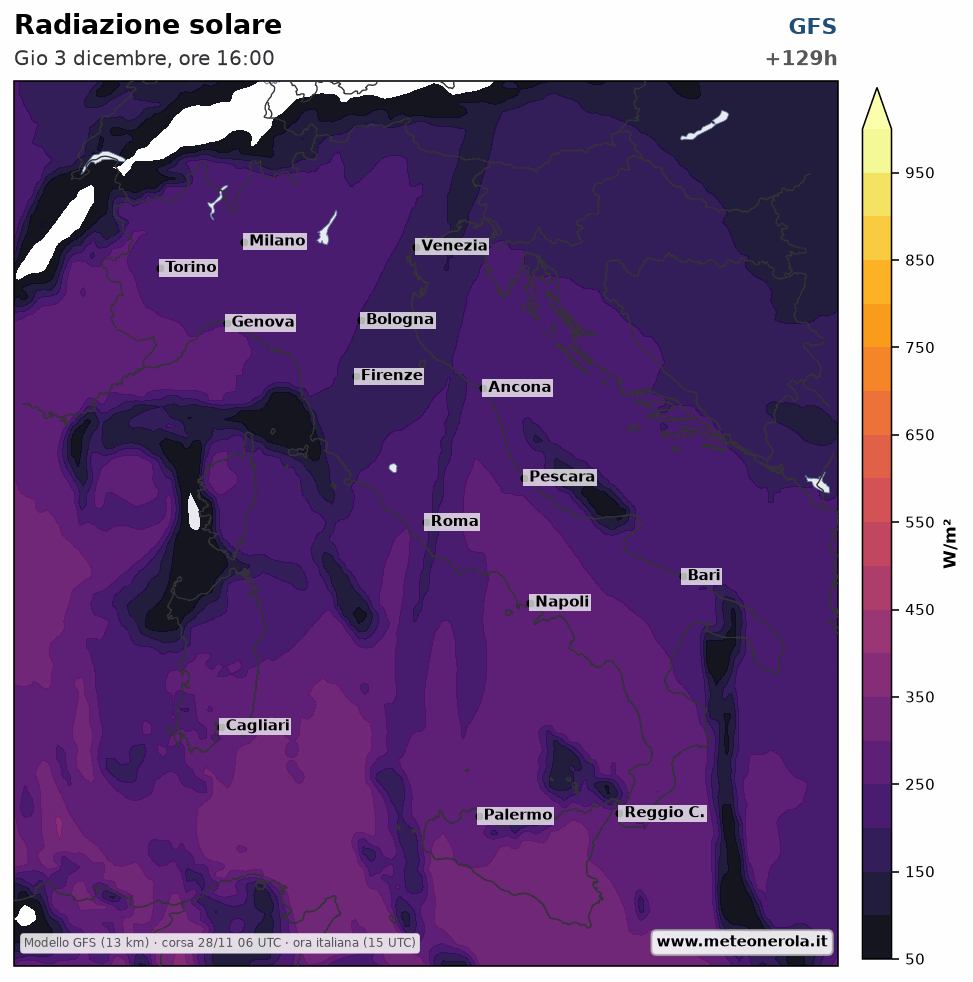 Radiazione solare
GFS
Gio 3 dicembre, ore 16:00
+129h
Milano
Venezia
Torino
Genova
Bologna
Firenze
Ancona
Pescara
Roma
Bari
Napoli
Cagliari
Palermo
Reggio C.
950
850
750
650
550
450
350
250
150
50
W/m²
Modello GFS (13 km) · corsa 28/11 06 UTC · ora italiana (15 UTC)
www.meteonerola.it